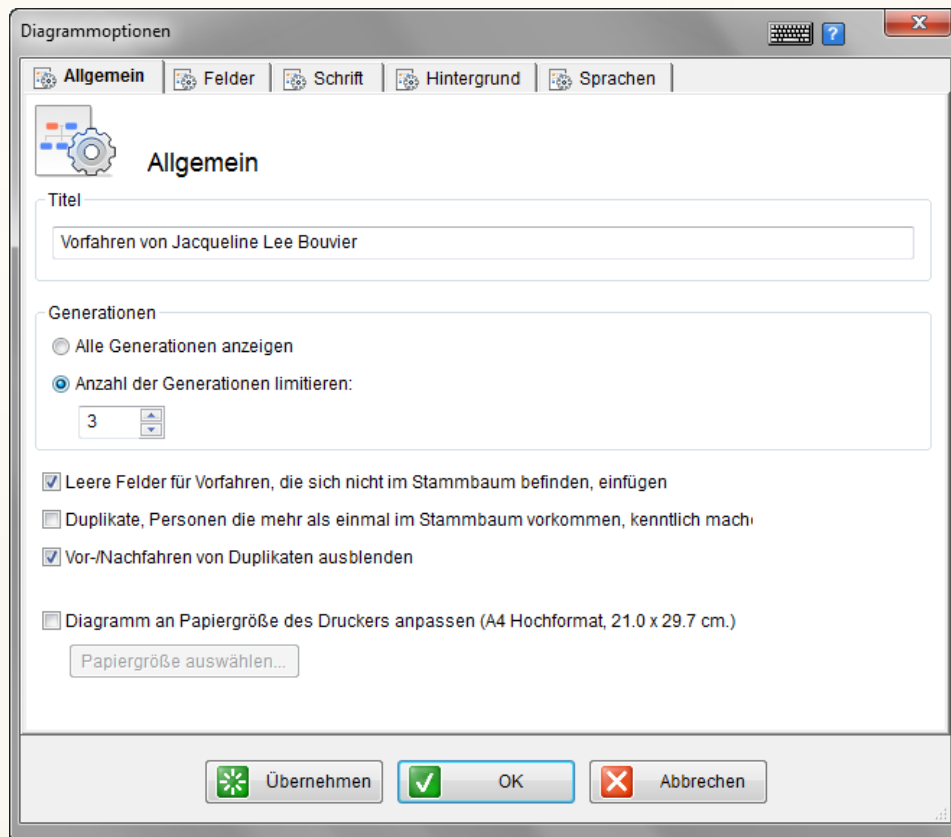 Diagrammoptionen
?
Allgemein Felder Schrift Hintergrund Sprachen
Allgemein
Titel
Vorfahren von Jacqueline Lee Bouvier
Generationen
Alle Generationen anzeigen
Anzahl der Generationen limitieren:
3
Leere Felder für Vorfahren, die sich nicht im Stammbaum befinden, einfügen
Duplikate, Personen die mehr als einmal im Stammbaum vorkommen, kenntlich mach
Vor-/Nachfahren von Duplikaten ausblenden
Diagramm an Papiergröße des Druckers anpassen (A4 Hochformat, 21.0 x 29.7 cm.)
Papiergröße auswählen...
Übernehmen OK Abbrechen